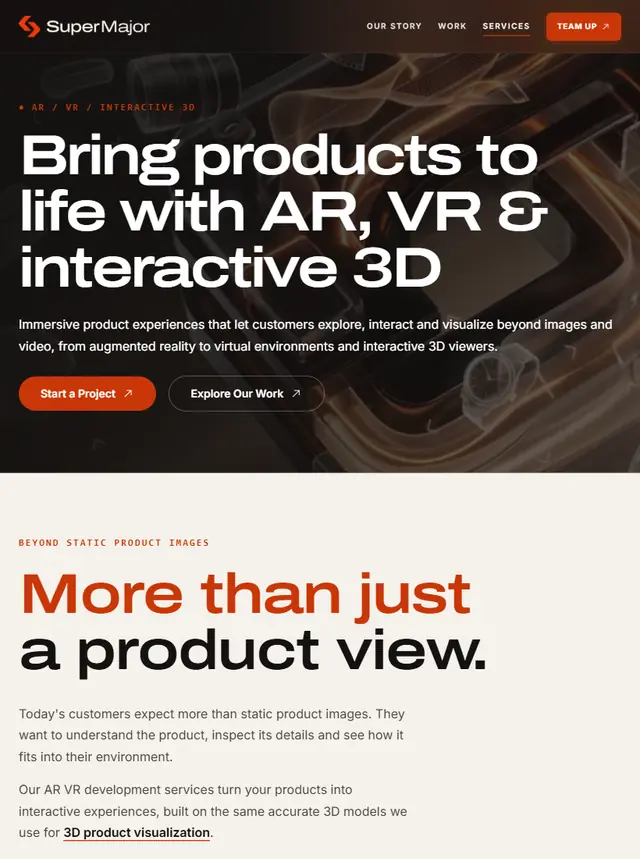 SuperMajor
OUR STORY WORK SERVICES TEAM UP ↗
• AR / VR / INTERACTIVE 3D
Bring products to
life with AR, VR &
interactive 3D
Immersive product experiences that let customers explore, interact and visualize beyond images and
video, from augmented reality to virtual environments and interactive 3D viewers.
Start a Project ↗ Explore Our Work ↗
BEYOND STATIC PRODUCT IMAGES
More than just
a product view.
Today's customers expect more than static product images. They
want to understand the product, inspect its details and see how it
fits into their environment.
Our AR VR development services turn your products into
interactive experiences, built on the same accurate 3D models we
use for 3D product visualization.